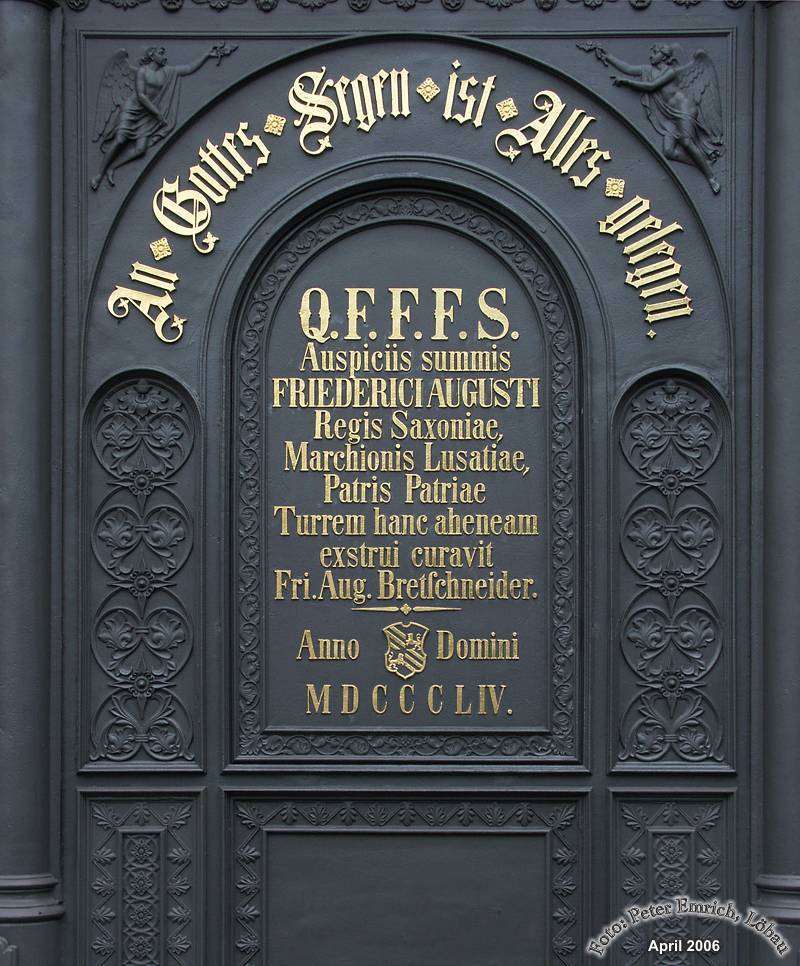 An Gottes Segen ist Alles gelegen.
Q.F.F.F.F.S.
Auspiciis summis
FRIEDERICI AUGUSTI
Regis Saxoniae,
Marchionis Lusatiae,
Patris Patriae
Turrem hanc aheneam
exstrui curavit
Fri. Aug. Bretſchneider.
Anno Domini
MDCCCLIV.
Foto: Peter Emrich, Löbau
April 2006